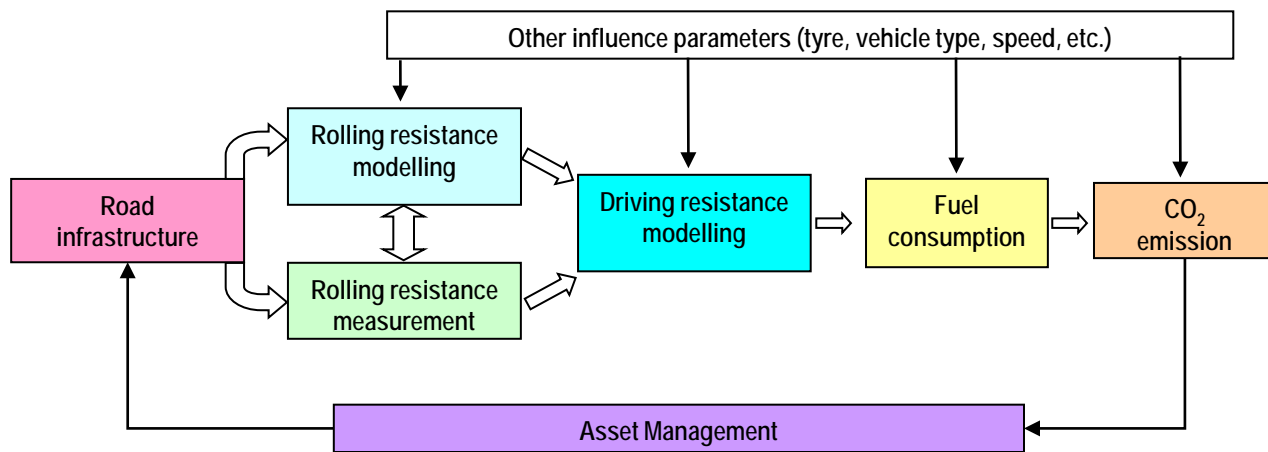 Other influence parameters (tyre, vehicle type, speed, etc.)
Rolling resistance
modelling
Road
infrastructure
Driving resistance
modelling
Fuel
consumption
CO₂
emission
Rolling resistance
measurement
Asset Management